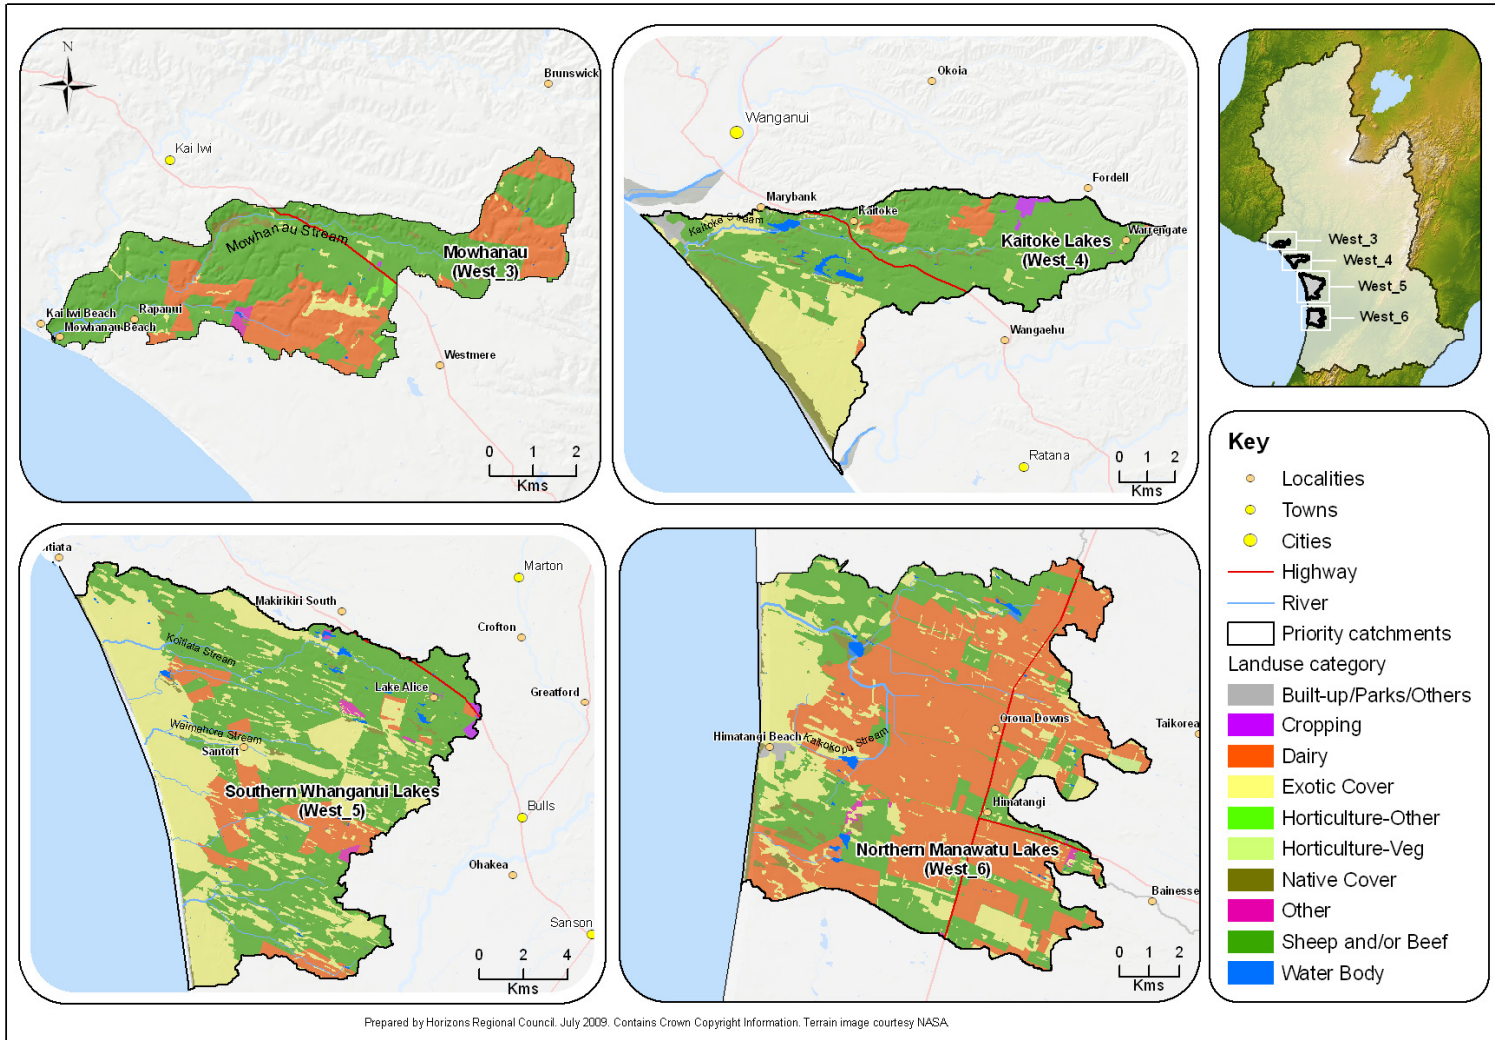 N
Brunswick
Kai Iwi
Mowhanau Stream
Mowhanau
(West_3)
Kai Iwi Beach
Rapanui
Mowhanau Beach
Westmere
0 1 2
Kms
Okoia
Wanganui
Fordell
Marybank
Kaitoke Stream
Kaitoke
Kaitoke Lakes
(West_4)
Warrengate
Wangaehu
Ratana
0 1 2
Kms
West_3
West_4
West_5
West_6
Key
Localities
Towns
Cities
Highway
River
Priority catchments
Landuse category
Built-up/Parks/Others
Cropping
Dairy
Exotic Cover
Horticulture-Other
Horticulture-Veg
Native Cover
Other
Sheep and/or Beef
Water Body
itiata
Marton
Makirikiri South
Crofton
Koitiata Stream
Lake Alice
Greatford
Waimahora Stream
Santoft
Southern Whanganui Lakes
(West_5)
Bulls
Ohakea
Sanson
0 2 4
Kms
Oroua Downs
Taikorea
Himatangi Beach
Kaikokopu Stream
Himatangi
Northern Manawatu Lakes
(West_6)
Bainesse
0 1 2
Kms
Prepared by Horizons Regional Council. July 2009. Contains Crown Copyright Information. Terrain image courtesy NASA.